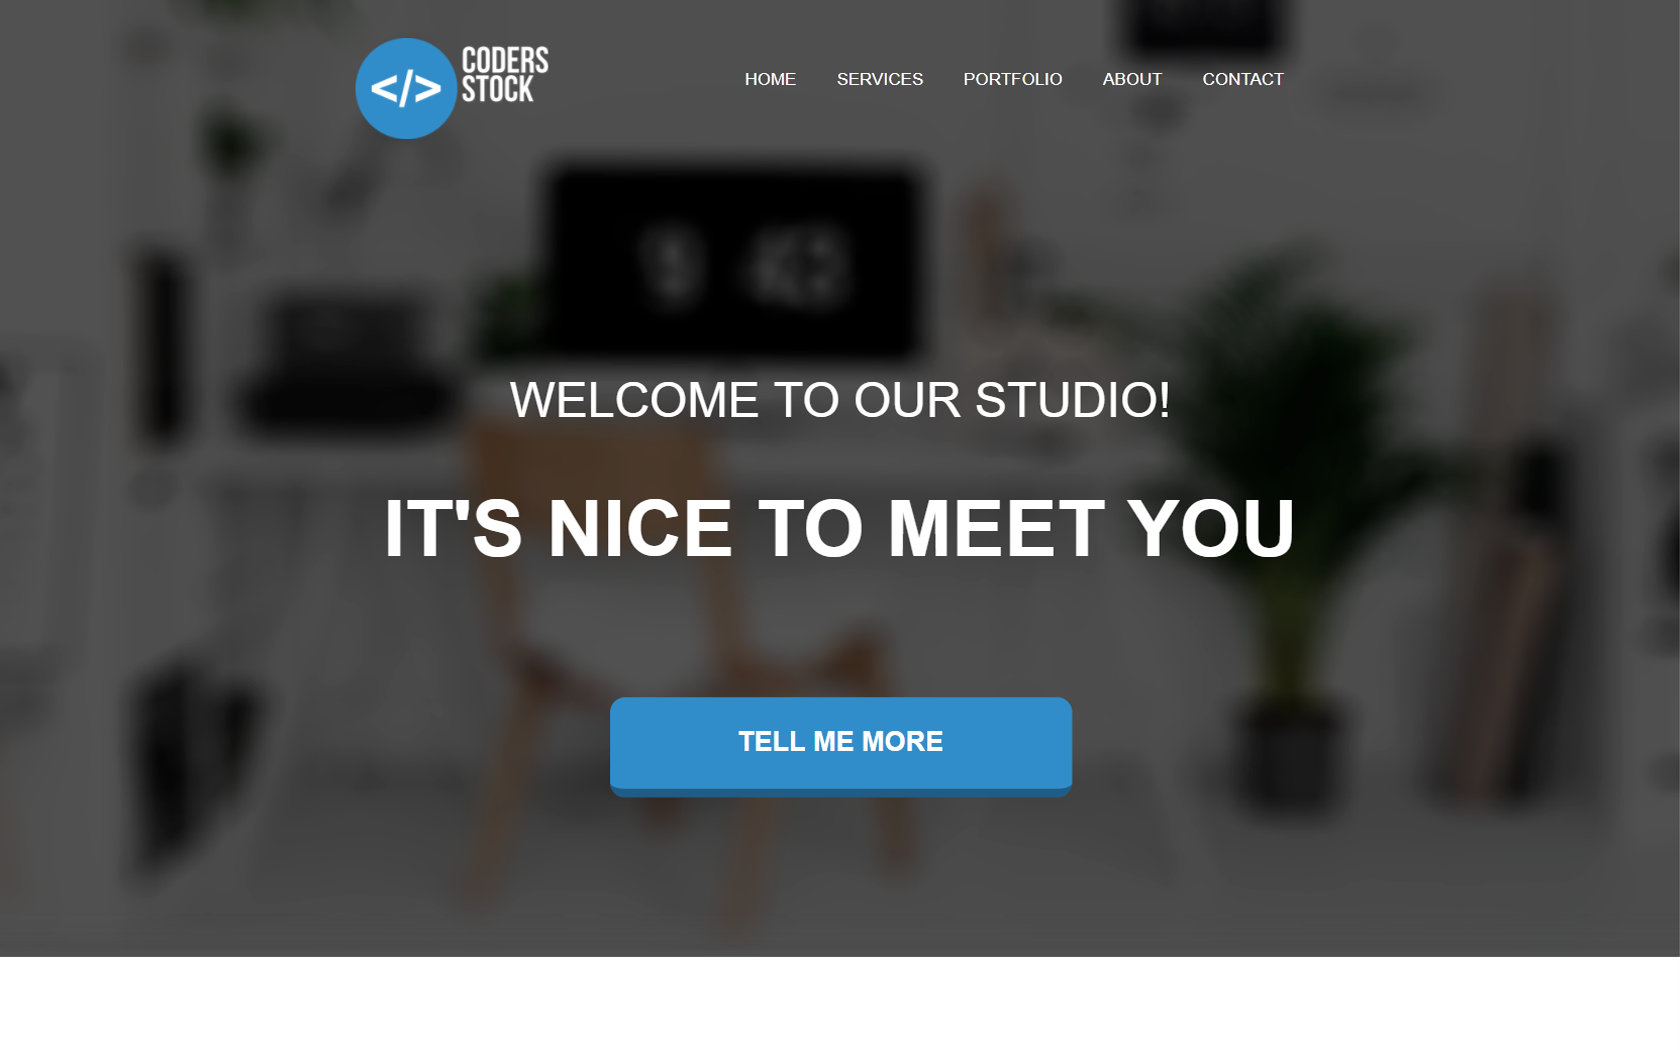 </>
CODERS
STOCK
HOME
SERVICES
PORTFOLIO
ABOUT
CONTACT
WELCOME TO OUR STUDIO!
IT'S NICE TO MEET YOU
TELL ME MORE